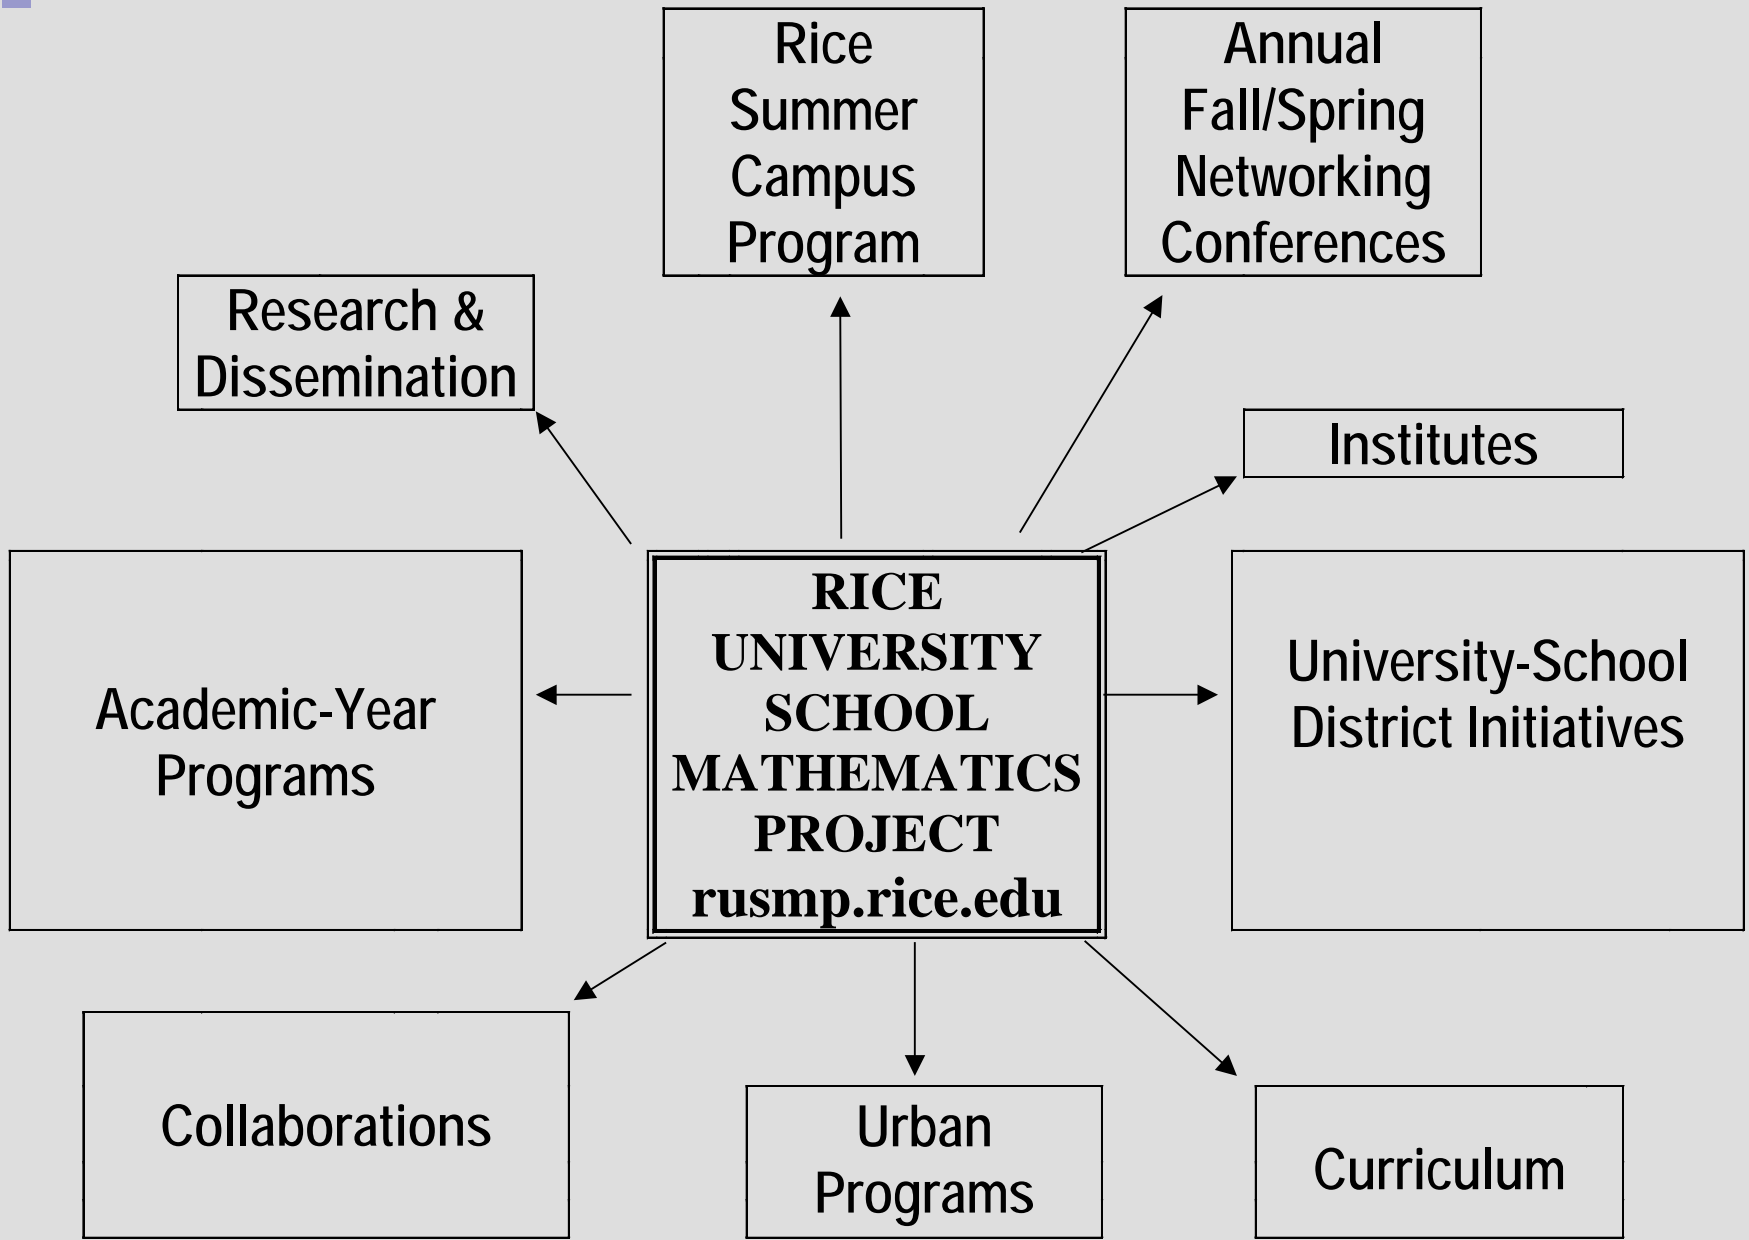 Rice
Summer
Campus
Program
Annual
Fall/Spring
Networking
Conferences
Research &
Dissemination
Institutes
Academic-Year
Programs
RICE
UNIVERSITY
SCHOOL
MATHEMATICS
PROJECT
rusmp.rice.edu
University-School
District Initiatives
Collaborations
Urban
Programs
Curriculum